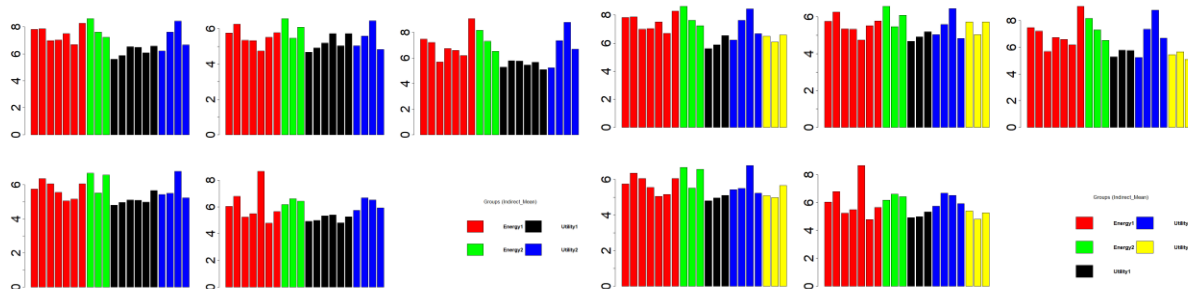 8 6 4 2 0
6 4 2 0
8 6 4 2 0
8 6 4 2 0
6 4 2 0
8 6 4 2 0
6 4 2 0
8 6 4 2 0
Groups (Indirect_Mean)
Energy1 Utility1
Energy2 Utility2
6 4 2 0
8 6 4 2 0
Groups (Indirect_Mean)
Energy1 Utility
Energy2 Utility
Utility1